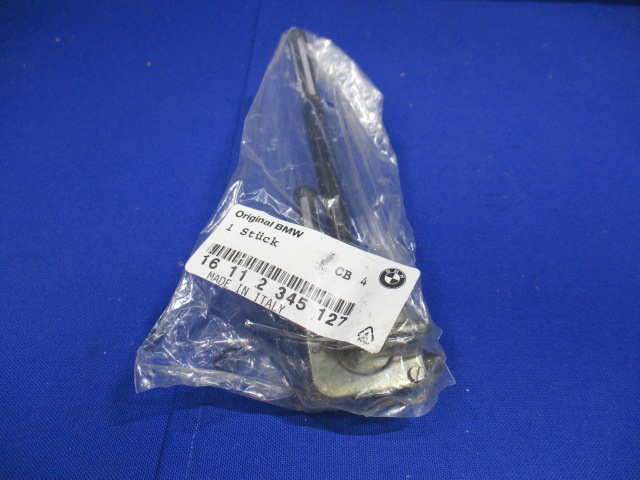 Original BMW
1 Stück
CB 4
16 11 2 345 127
MADE IN ITALY